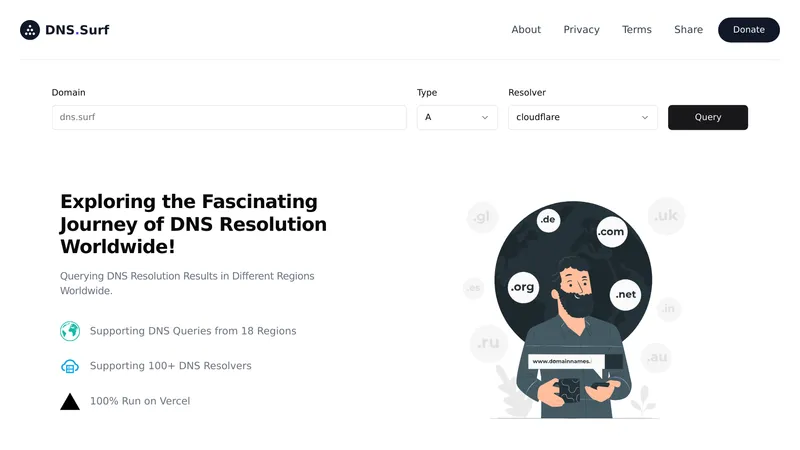 DNS.Surf
About Privacy Terms Share Donate
Domain Type Resolver
dns.surf A cloudflare Query
Exploring the Fascinating
Journey of DNS Resolution
Worldwide!
Querying DNS Resolution Results in Different Regions
Worldwide.
Supporting DNS Queries from 18 Regions
Supporting 100+ DNS Resolvers
100% Run on Vercel
.gl
.de
.uk
.com
.es
.org
.net
.in
.ru
.au
www.domainnames.